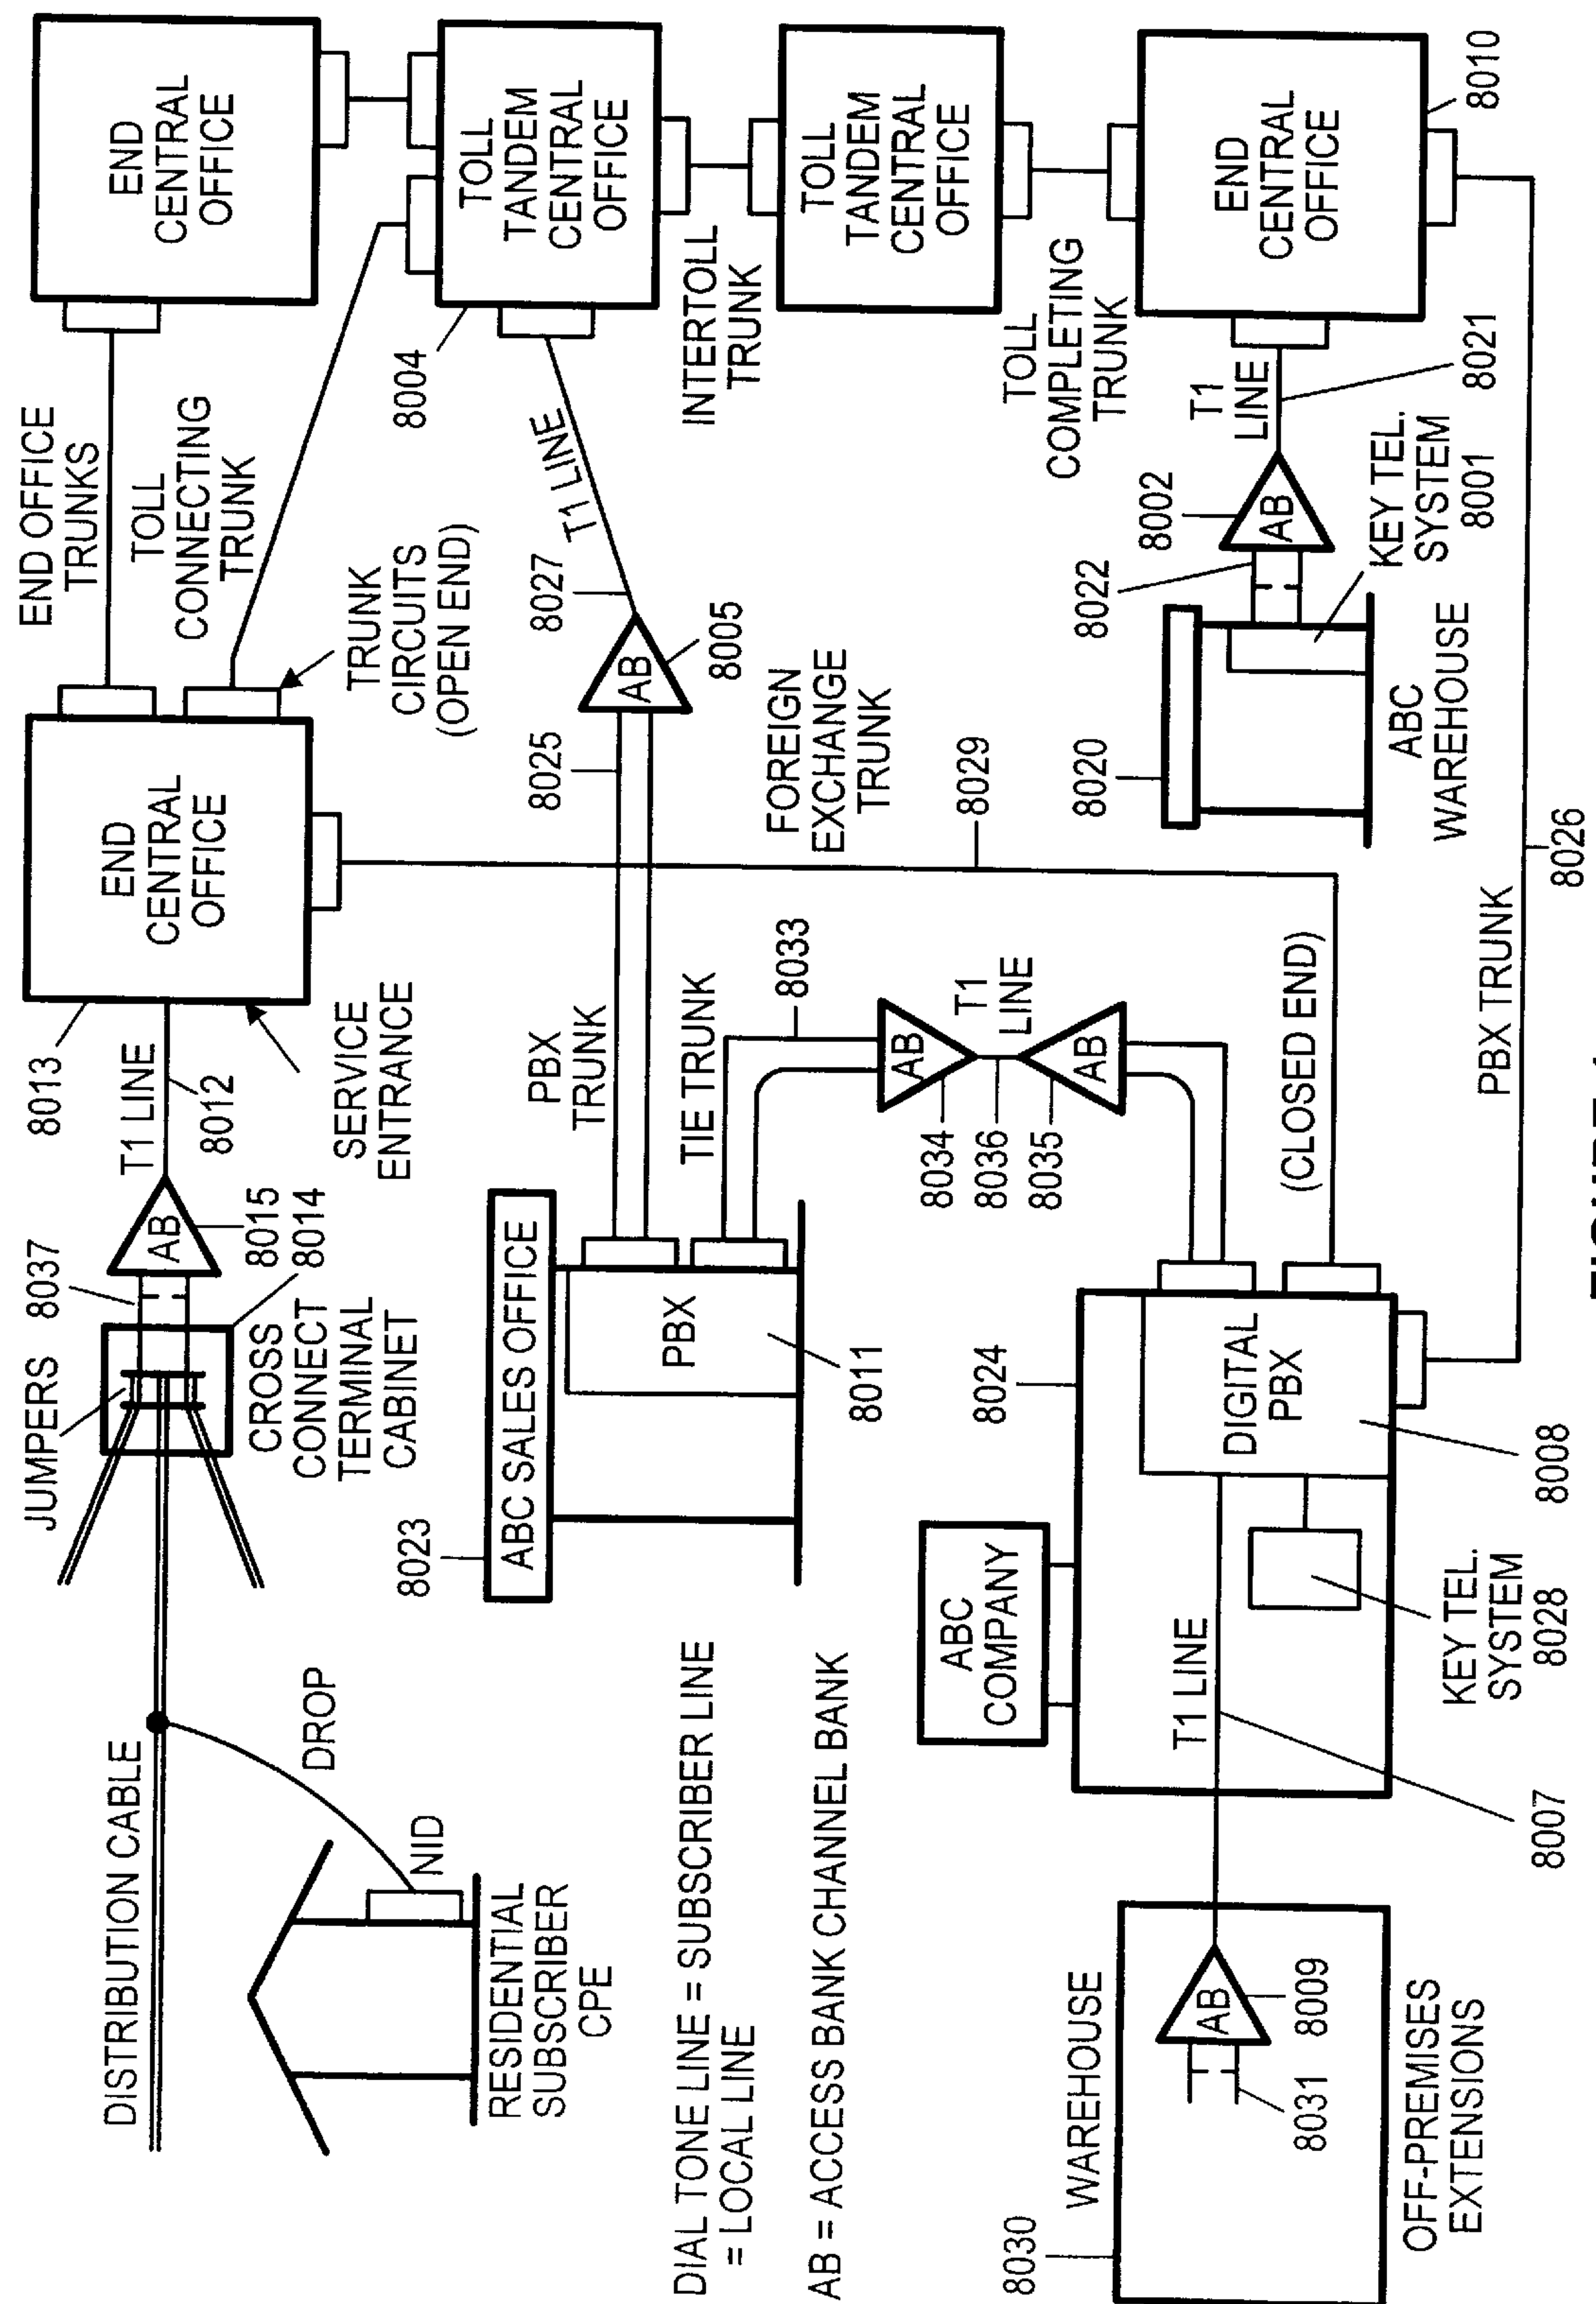 DISTRIBUTION CABLE
DROP
NID
RESIDENTIAL
SUBSCRIBER
CPE
JUMPERS
8037
CROSS
CONNECT
TERMINAL
CABINET
AB
8015
8014
T1 LINE
8012
8013
SERVICE
ENTRANCE
END
CENTRAL
OFFICE
END OFFICE
TRUNKS
TOLL
CONNECTING
TRUNK
TRUNK
CIRCUITS
(OPEN END)
END
CENTRAL
OFFICE
TOLL
TANDEM
CENTRAL
OFFICE
8004
DIAL TONE LINE = SUBSCRIBER LINE
= LOCAL LINE
AB = ACCESS BANK CHANNEL BANK
8023
ABC SALES OFFICE
PBX
8011
PBX
TRUNK
TIE TRUNK
8025
AB
8005
8027
T1 LINE
INTERTOLL
TRUNK
FOREIGN
EXCHANGE
TRUNK
8029
8033
TOLL
TANDEM
CENTRAL
OFFICE
AB
T1
LINE
AB
8034
8036
8035
TOLL
COMPLETING
TRUNK
8030
WAREHOUSE
AB
8009
8031
OFF-PREMISES
EXTENSIONS
ABC
COMPANY
8024
T1 LINE
8007
DIGITAL
PBX
8008
KEY TEL.
SYSTEM
8028
(CLOSED END)
8020
8022
8002
AB
T1
LINE
8021
KEY TEL.
SYSTEM
8001
ABC
WAREHOUSE
END
CENTRAL
OFFICE
8010
PBX TRUNK
8026